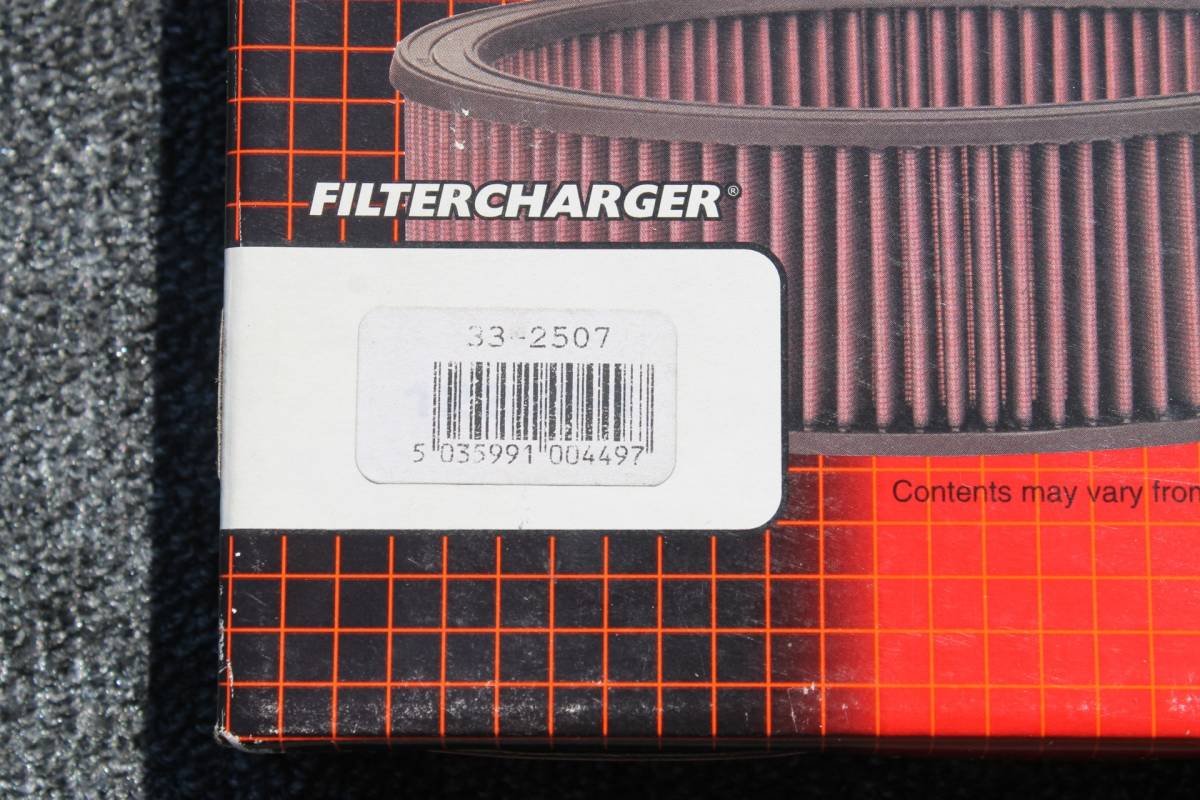 FILTERCHARGER®
33-2507
5 035991 004497
Contents may vary from